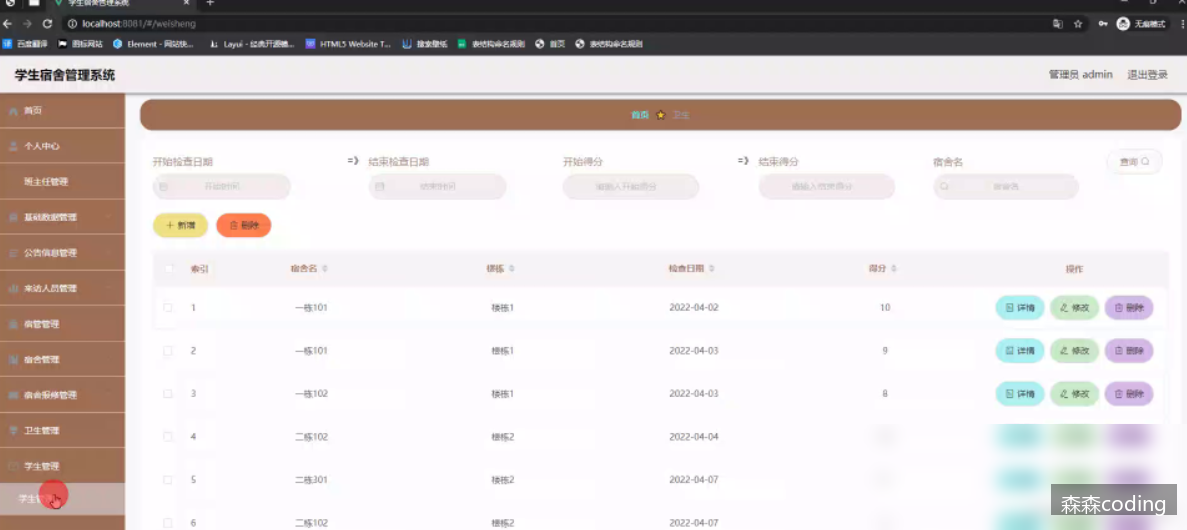 学生宿舍管理系统
localhost:8081/#/weisheng
无痕模式
百度翻译 图标网站 Element - 网站快... Layui - 经典开源模... HTML5 Website T... 搜索壁纸 表结构命名规则 首页 表结构命名规则
学生宿舍管理系统 管理员 admin 退出登录
首页
首页 卫生
个人中心
班主任管理
基础数据管理
公告信息管理
来访人员管理
宿管管理
宿舍管理
宿舍报修管理
卫生管理
学生管理
开始检查日期 =》 结束检查日期 开始得分 =》 结束得分 宿舍名
开始时间 结束时间 请输入开始得分 请输入结束得分 宿舍名 查询
+ 新增 删除
索引 宿舍名 楼栋 检查日期 得分 操作
1 一栋101 楼栋1 2022-04-02 10 详情 修改 删除
2 一栋101 楼栋1 2022-04-03 9 详情 修改 删除
3 一栋102 楼栋1 2022-04-03 8 详情 修改 删除
4 二栋102 楼栋2 2022-04-04
5 二栋301 楼栋2 2022-04-07
6 二栋102 楼栋2 2022-04-07
森森coding